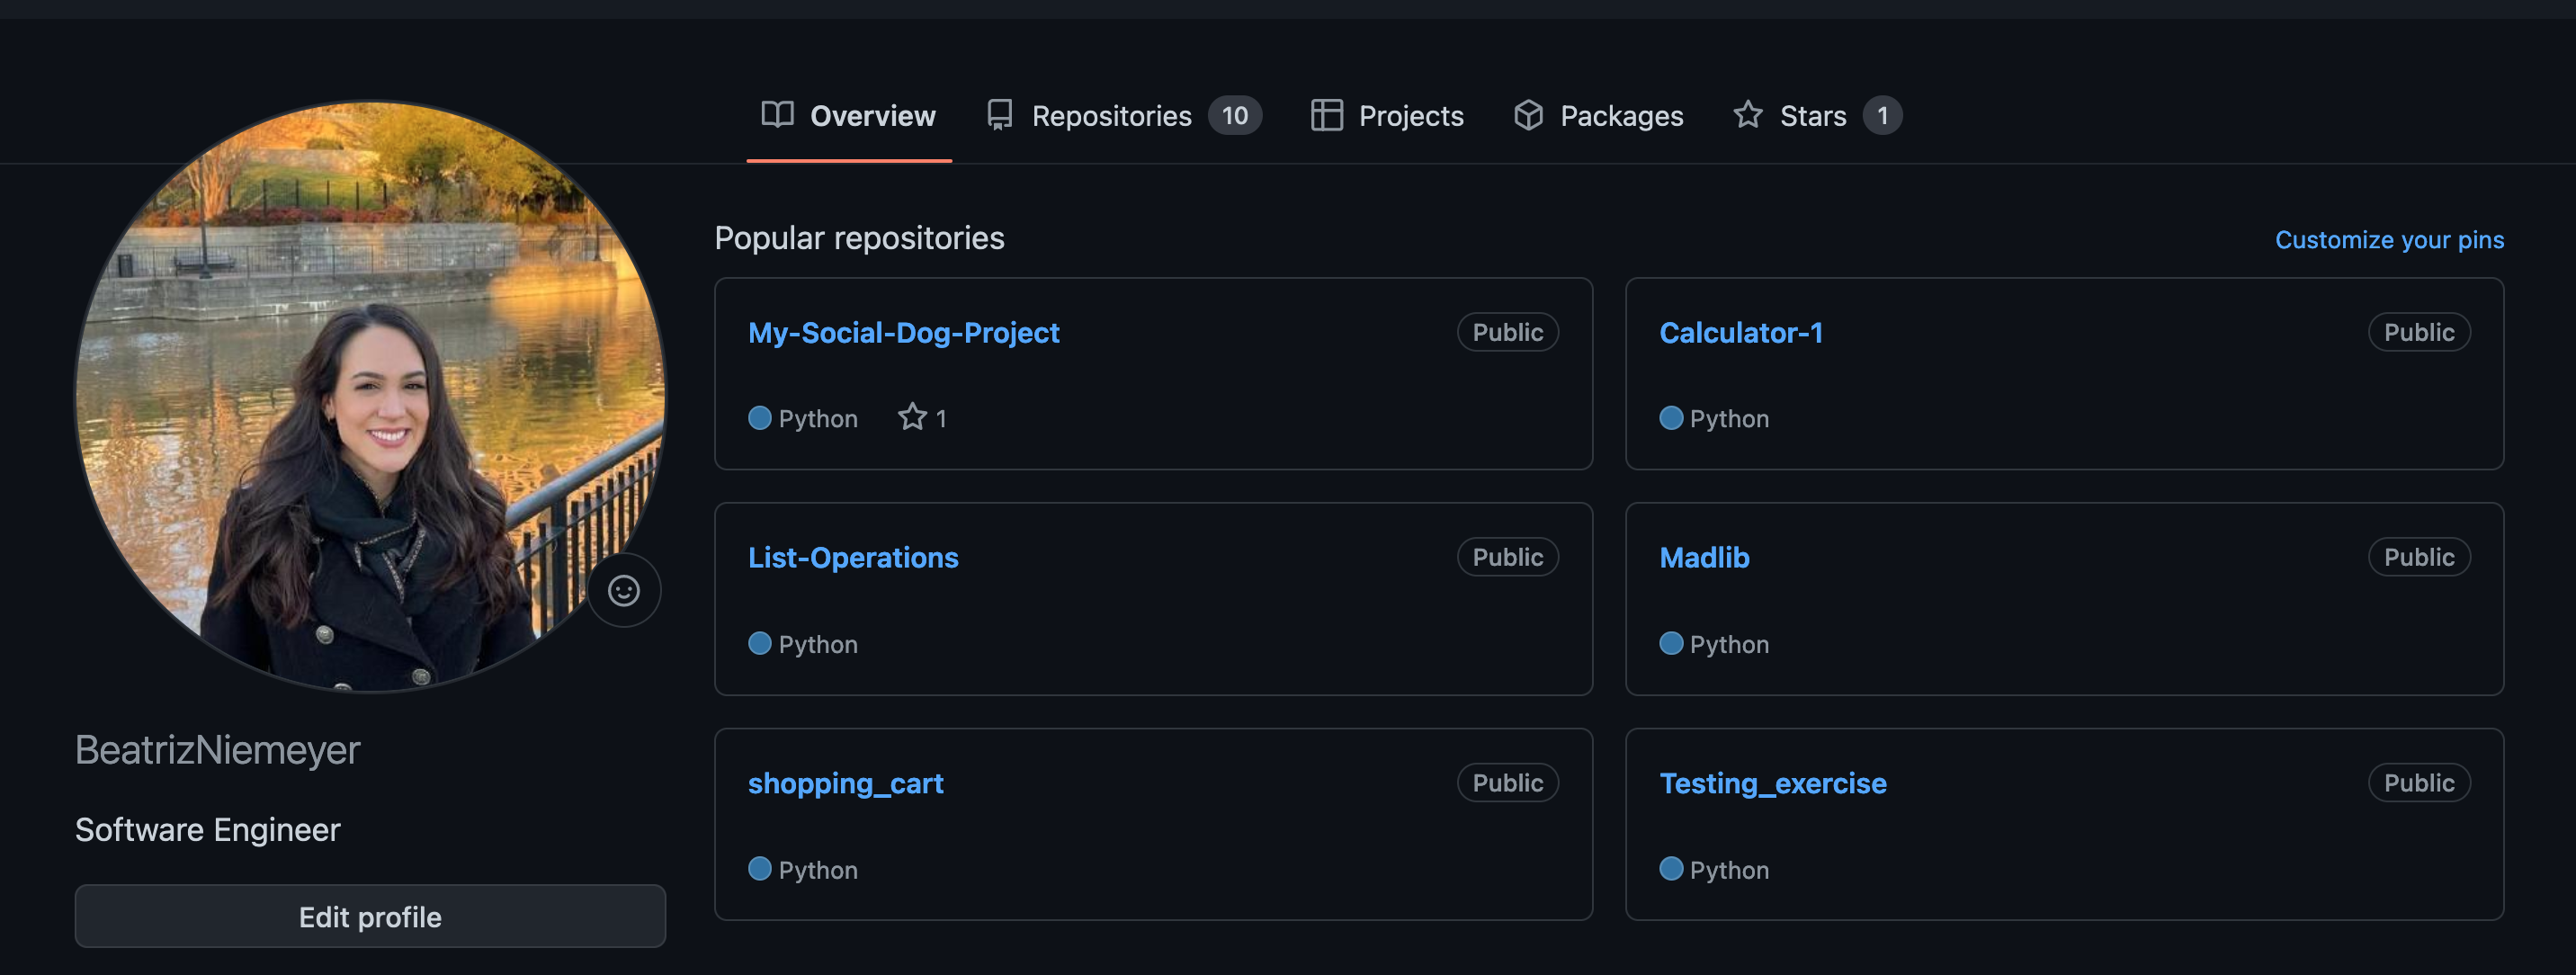 Overview Repositories 10 Projects Packages Stars 1
Popular repositories Customize your pins
My-Social-Dog-Project Public
Python 1
Calculator-1 Public
Python
List-Operations Public
Python
Madlib Public
Python
shopping_cart Public
Python
Testing_exercise Public
Python
BeatrizNiemeyer
Software Engineer
Edit profile